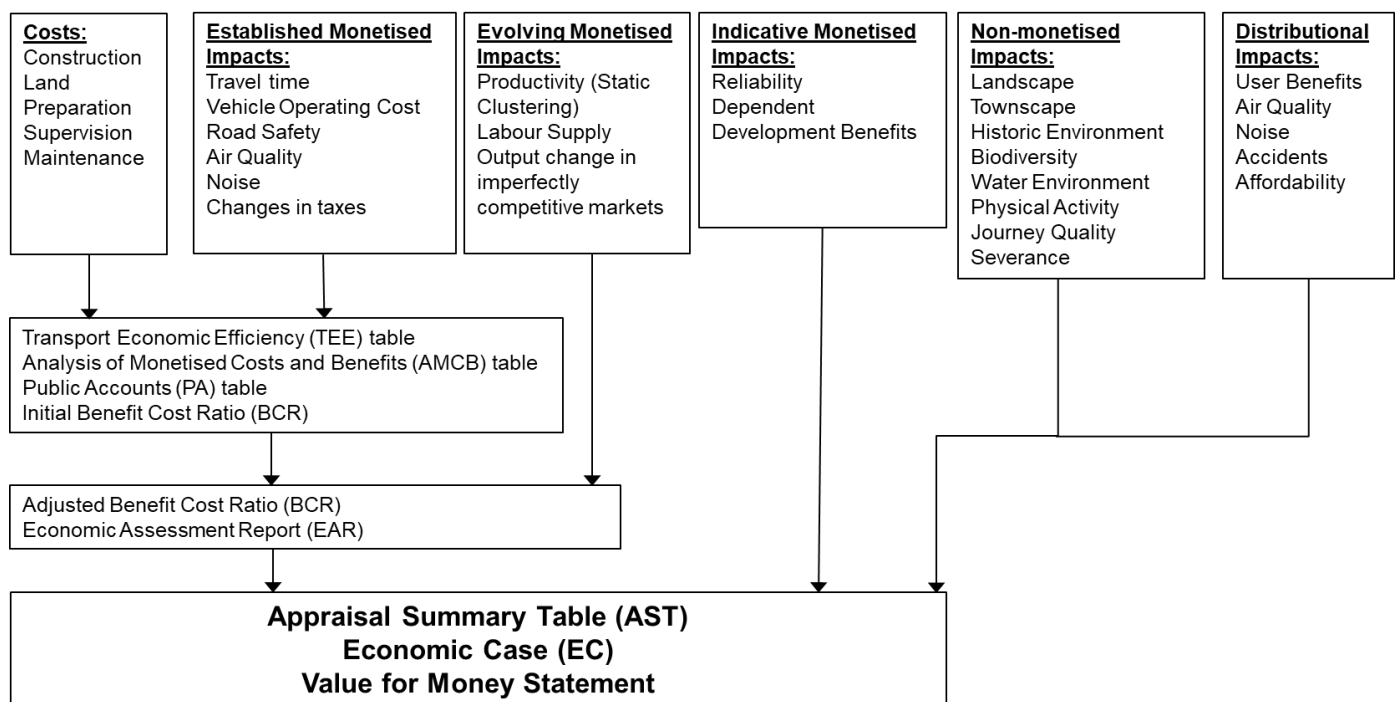 Costs:
Construction
Land
Preparation
Supervision
Maintenance
Established Monetised
Impacts:
Travel time
Vehicle Operating Cost
Road Safety
Air Quality
Noise
Changes in taxes
Evolving Monetised
Impacts:
Productivity (Static
Clustering)
Labour Supply
Output change in
imperfectly
competitive markets
Indicative Monetised
Impacts:
Reliability
Dependent
Development Benefits
Non-monetised
Impacts:
Landscape
Townscape
Historic Environment
Biodiversity
Water Environment
Physical Activity
Journey Quality
Severance
Distributional
Impacts:
User Benefits
Air Quality
Noise
Accidents
Affordability
Transport Economic Efficiency (TEE) table
Analysis of Monetised Costs and Benefits (AMCB) table
Public Accounts (PA) table
Initial Benefit Cost Ratio (BCR)
Adjusted Benefit Cost Ratio (BCR)
Economic Assessment Report (EAR)
Appraisal Summary Table (AST)
Economic Case (EC)
Value for Money Statement